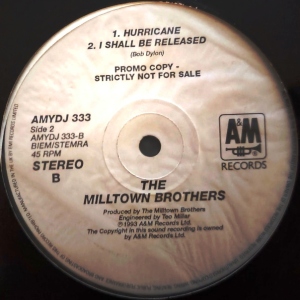 1. HURRICANE
2. I SHALL BE RELEASED
(Bob Dylon)
PROMO COPY -
STRICTLY NOT FOR SALE
AMYDJ 333
Side 2
AMYDJ 333-B
BIEM/STEMRA
45 RPM
STEREO
B
A&M
RECORDS
THE
MILLTOWN BROTHERS
Produced by The Milltown Brothers
Engineered by Teo Miller
℗1993 A&M Records Ltd.
The Copyright in this sound recording is owned
by A&M Records Ltd.